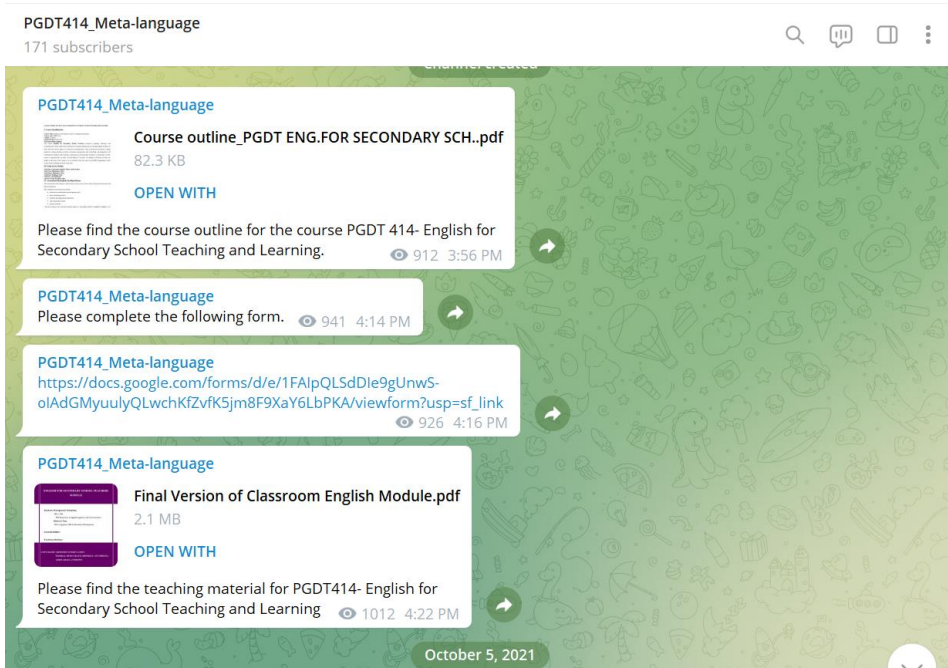 PGDT414_Meta-language
171 subscribers
Channel created
PGDT414_Meta-language
Course outline_PGDT ENG.FOR SECONDARY SCH..pdf
82.3 KB
OPEN WITH
Please find the course outline for the course PGDT 414- English for
Secondary School Teaching and Learning.
912 3:56 PM
PGDT414_Meta-language
Please complete the following form.
941 4:14 PM
PGDT414_Meta-language
https://docs.google.com/forms/d/e/1FAIpQLSdDIe9gUnwS-
oIAdGMyuulyQLwchKfZvfK5jm8F9XaY6LbPKA/viewform?usp=sf_link
926 4:16 PM
PGDT414_Meta-language
Final Version of Classroom English Module.pdf
2.1 MB
OPEN WITH
Please find the teaching material for PGDT414- English for
Secondary School Teaching and Learning
1012 4:22 PM
October 5, 2021